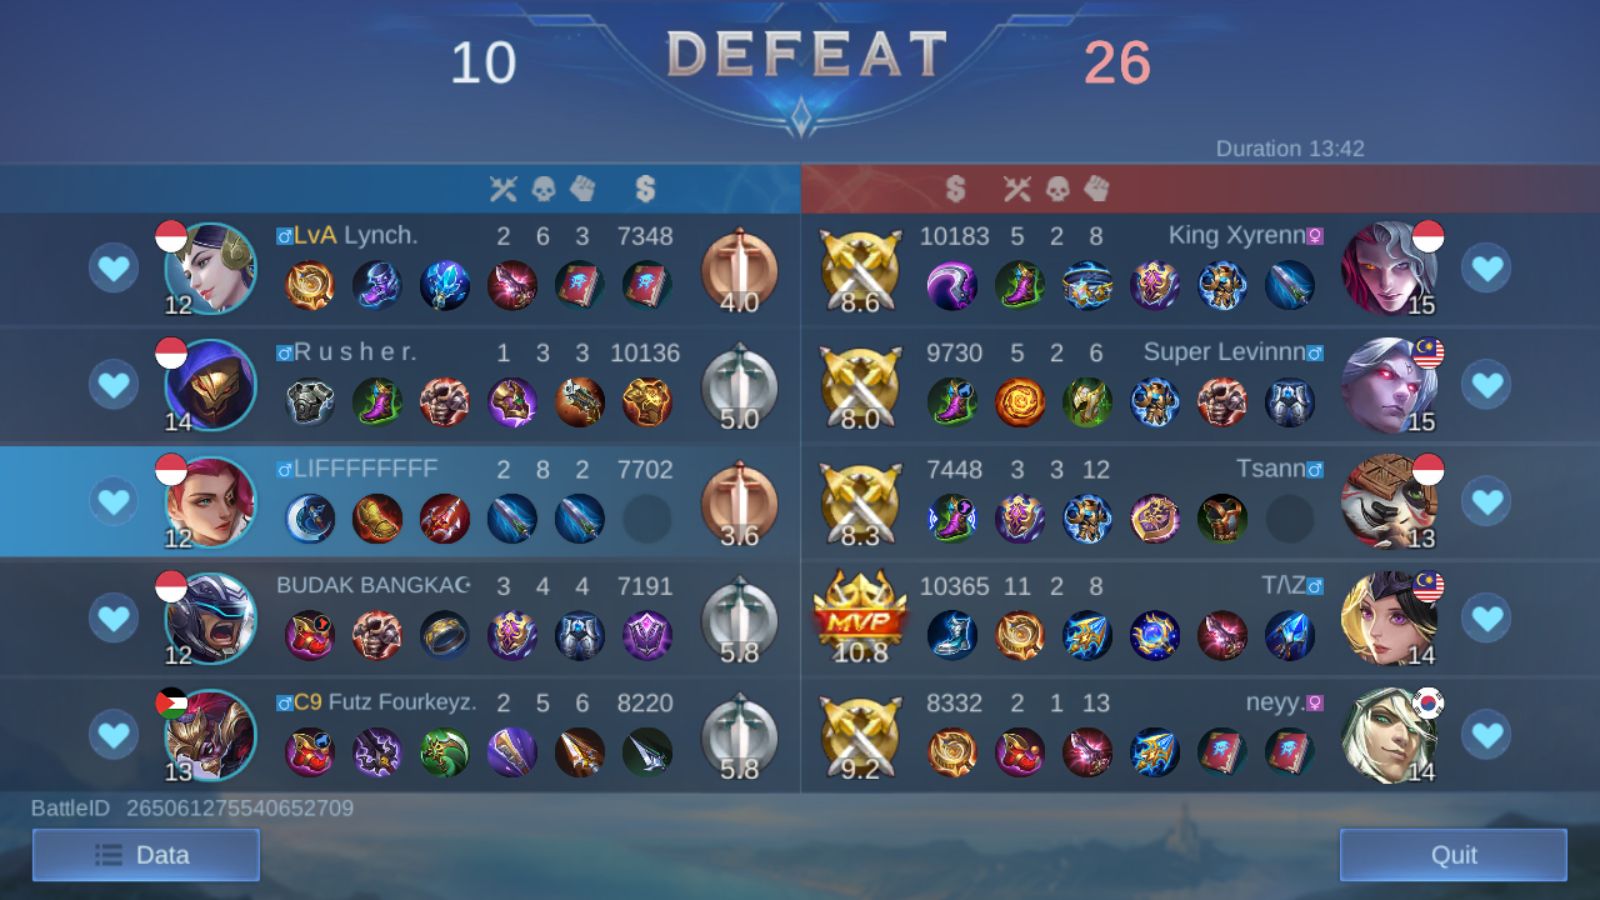 10 DEFEAT 26
Duration 13:42
LvA Lynch. 2 6 3 7348 4.0 12
8.6 10183 5 2 8 King Xyrenn 15
R u s h e r. 1 3 3 10136 5.0 14
8.0 9730 5 2 6 Super Levinnn 15
LIFFFFFFFF 2 8 2 7702 3.6 12
8.3 7448 3 3 12 Tsann 13
BUDAK BANGKA☪ 3 4 4 7191 5.8 12
MVP 10.8 10365 11 2 8 TΛZ 14
C9 Futz Fourkeyz. 2 5 6 8220 5.8 13
9.2 8332 2 1 13 neyy. 14
BattleID 265061275540652709
Data
Quit